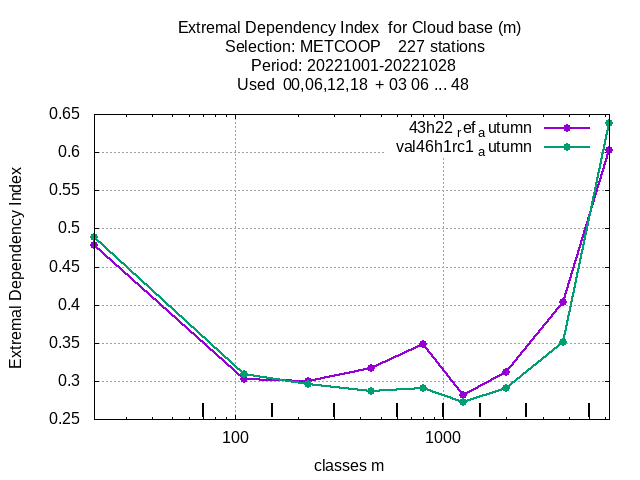 Extremal Dependency Index  for Cloud base (m)
Selection: METCOOP    227 stations
Period: 20221001-20221028
Used  00,06,12,18  + 03 06 ... 48
43h22 ref autumn
val46h1rc1 autumn
0.65
0.6
0.55
0.5
0.45
0.4
0.35
0.3
0.25
Extremal Dependency Index
100 1000
classes m